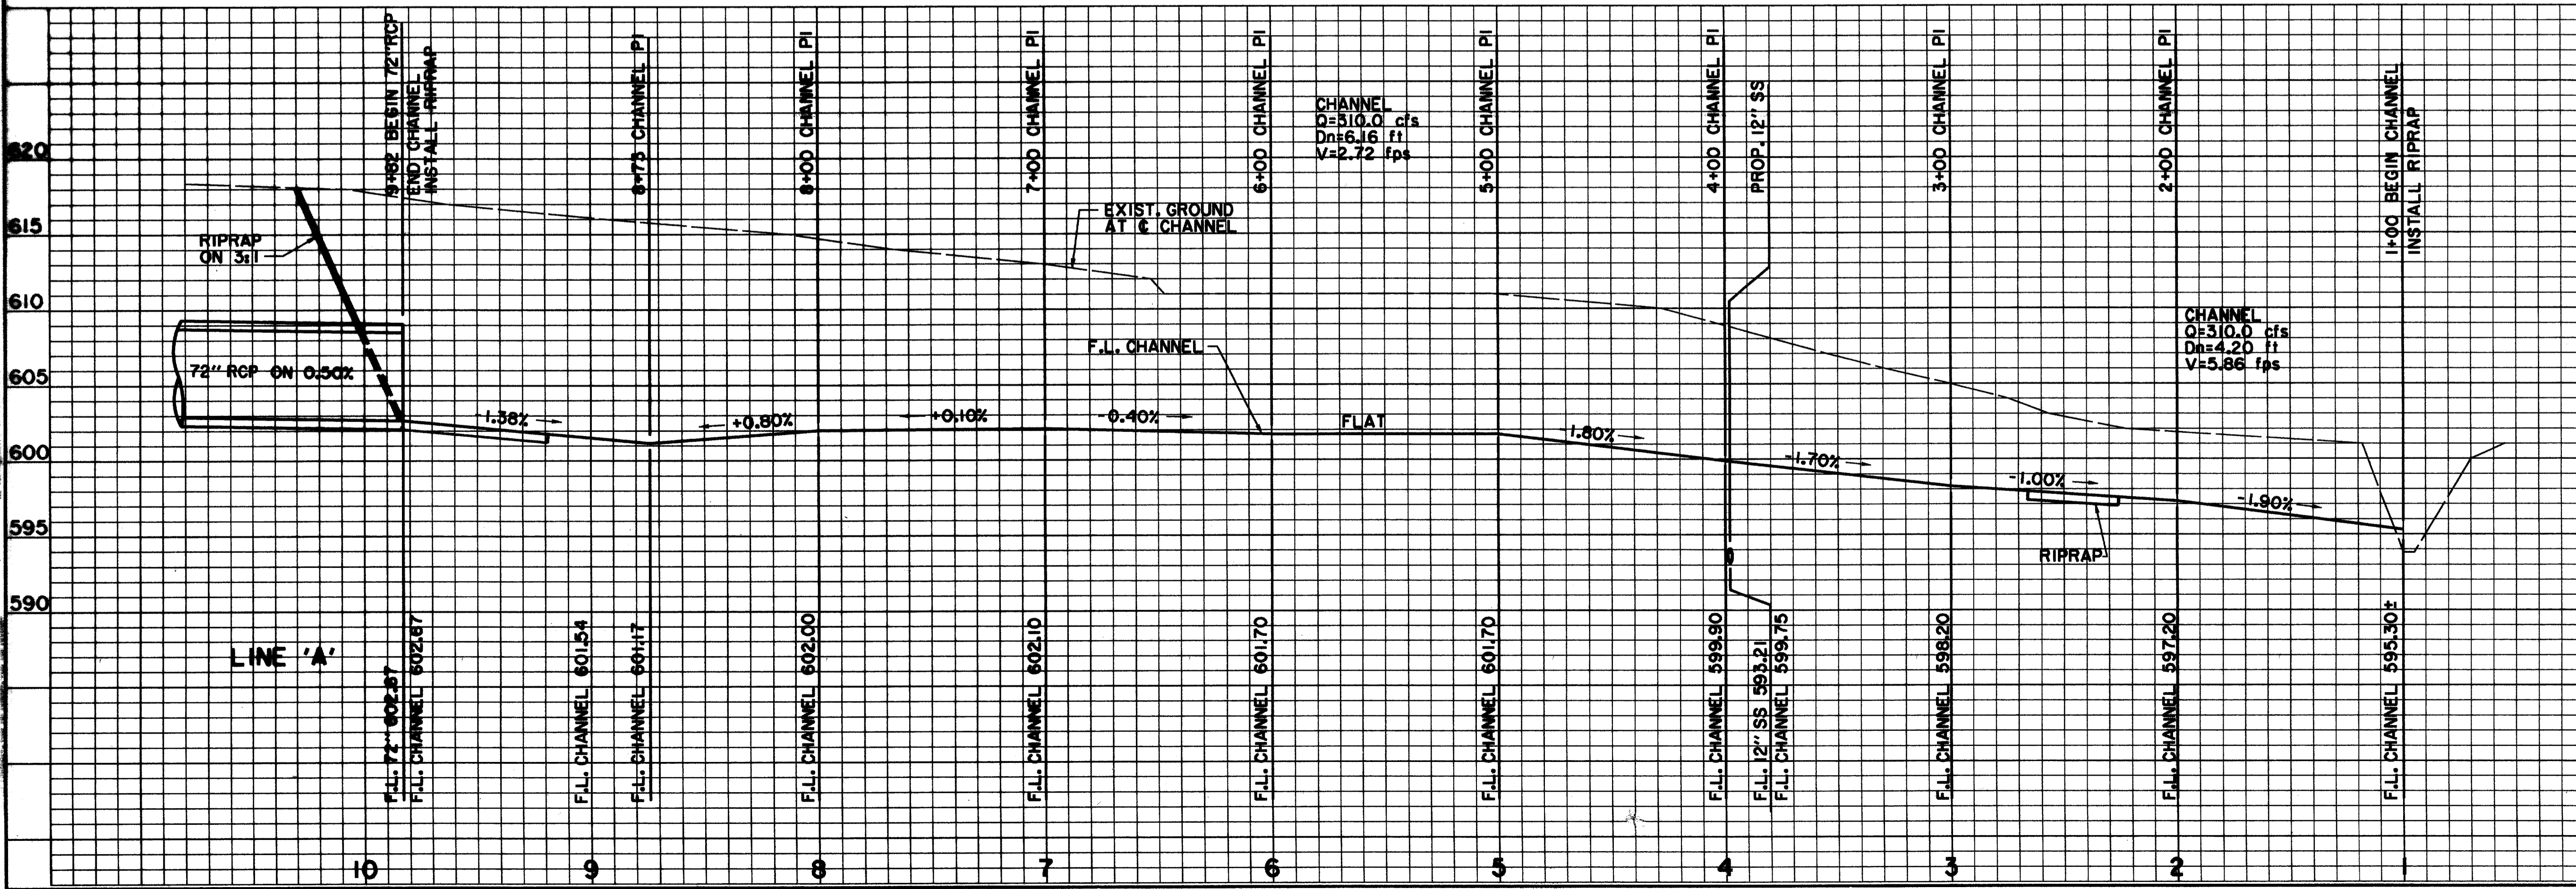 9+82 BEGIN 72" RCP
END CHANNEL
INSTALL RIPRAP
8+73 CHANNEL PI
8+00 CHANNEL PI
7+00 CHANNEL PI
6+00 CHANNEL PI
CHANNEL
Q=310.0 cfs
Dn=6.16 ft
V=2.72 fps
5+00 CHANNEL PI
4+00 CHANNEL PI
PROP. 12" SS
3+00 CHANNEL PI
2+00 CHANNEL PI
1+00 BEGIN CHANNEL
INSTALL RIPRAP
620
615
610
605
600
595
590
RIPRAP
ON 3:1
EXIST. GROUND
AT ℄ CHANNEL
CHANNEL
Q=310.0 cfs
Dn=4.20 ft
V=5.86 fps
F.L. CHANNEL
72" RCP ON 0.50%
-1.38%
+0.80%
+0.10%
-0.40%
FLAT
-1.80%
-1.70%
-1.00%
-1.90%
RIPRAP
LINE 'A'
F.L. 72" 602.67
F.L. CHANNEL 602.67
F.L. CHANNEL 601.54
F.L. CHANNEL 601.17
F.L. CHANNEL 602.00
F.L. CHANNEL 602.10
F.L. CHANNEL 601.70
F.L. CHANNEL 601.70
F.L. CHANNEL 599.90
F.L. 12" SS 593.21
F.L. CHANNEL 599.75
F.L. CHANNEL 598.20
F.L. CHANNEL 597.20
F.L. CHANNEL 595.30±
10 9 8 7 6 5 4 3 2 1